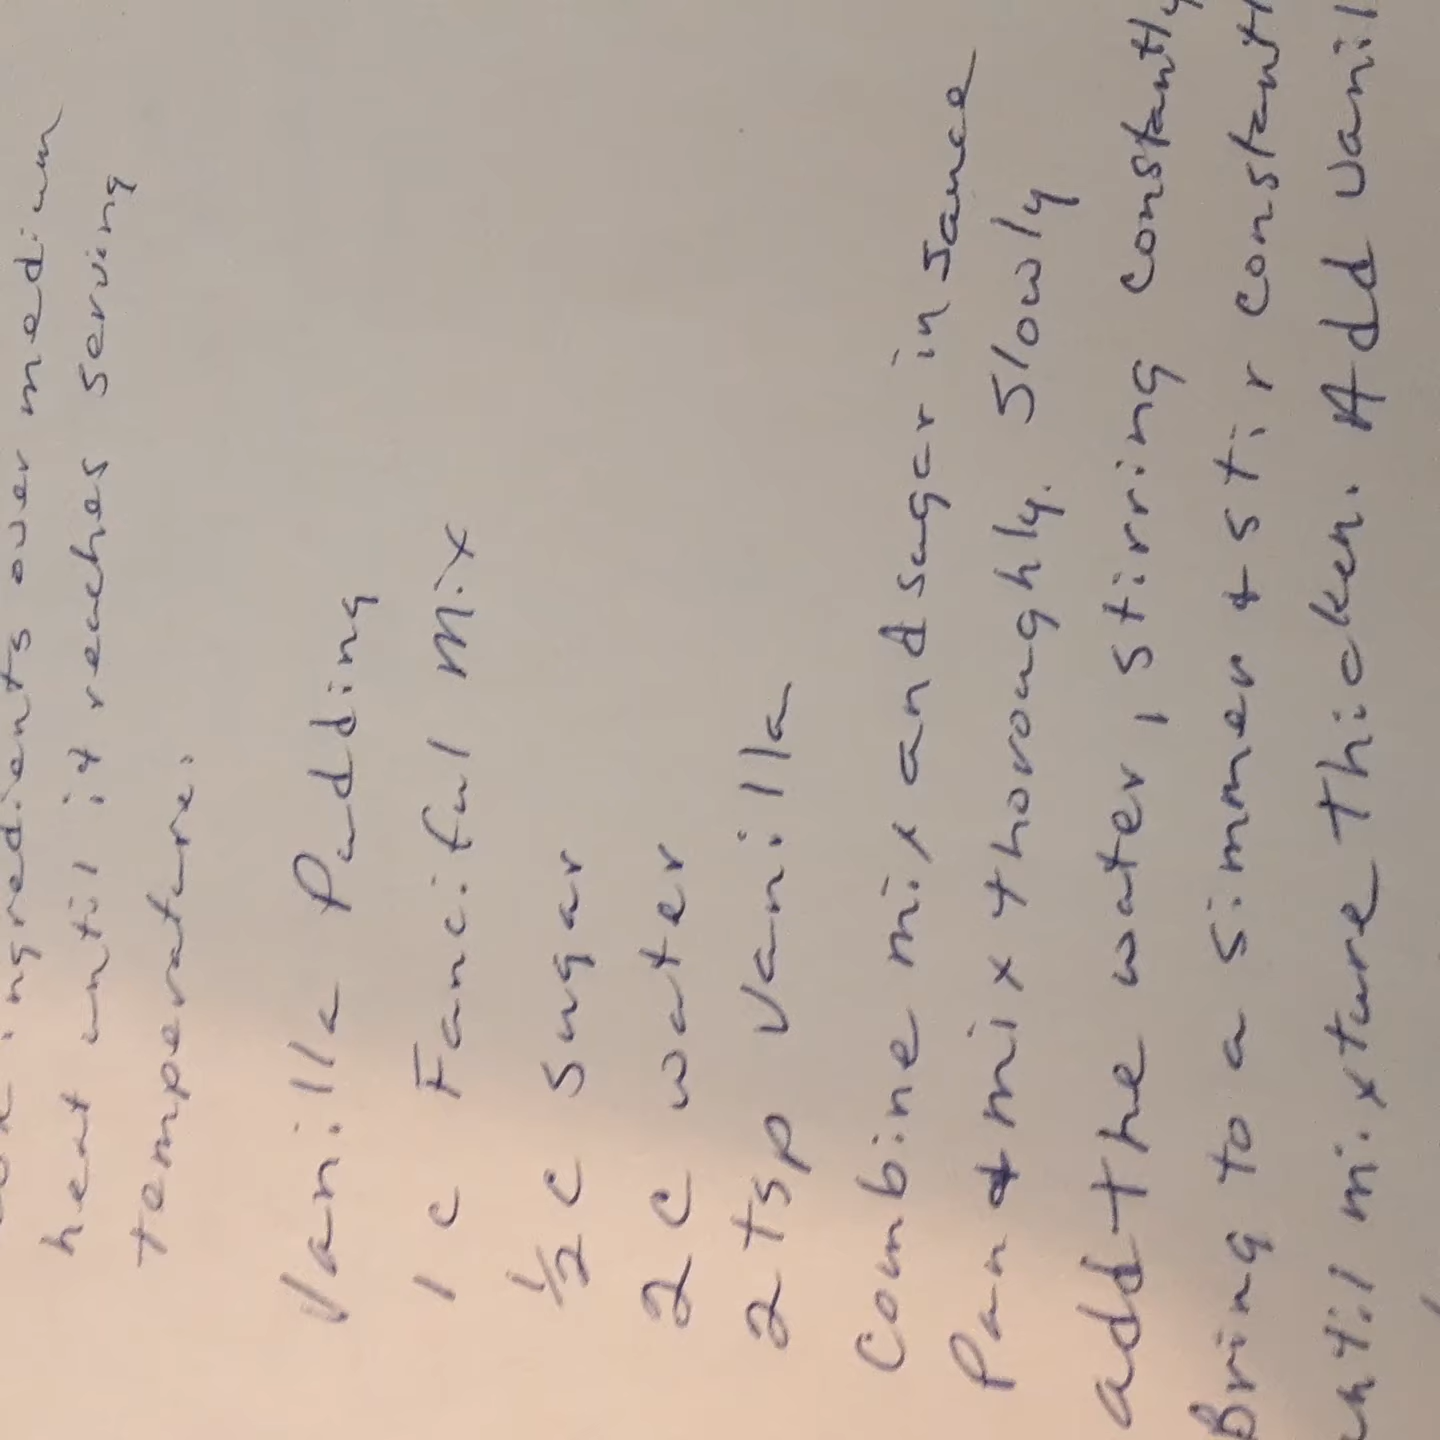 ingredients over medium
heat until it reaches serving
temperature.
Vanilla Pudding
1 c Fanciful Mix
1/2 c Sugar
2 c water
2 tsp Vanilla
Combine mix and sugar in sauce
Pan & mix thoroughly. Slowly
add the water, stirring constantly
Bring to a simmer & stir constantl
until mixture thicken. Add Vanil